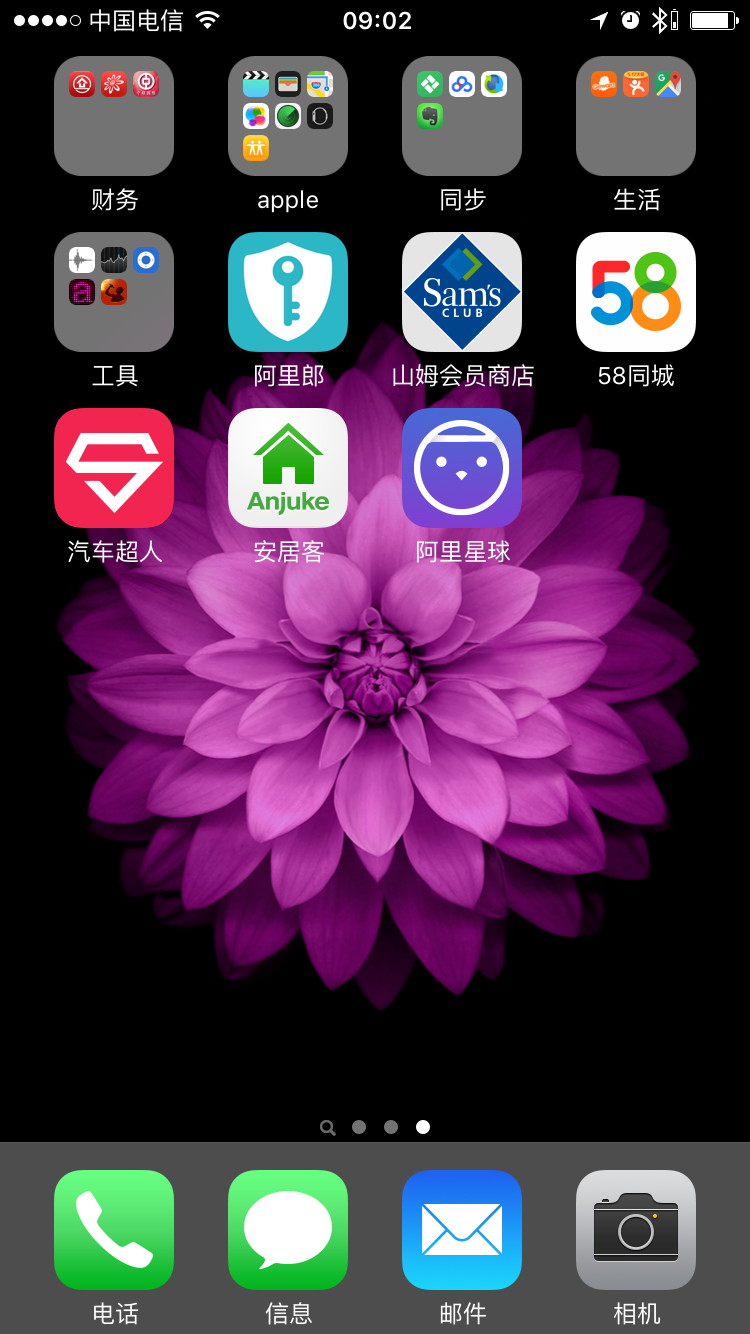 中国电信
09:02
财务
apple
同步
生活
Sam's
CLUB
58
工具
阿里郎
山姆会员商店
58同城
Anjuke
汽车超人
安居客
阿里星球
电话
信息
邮件
相机